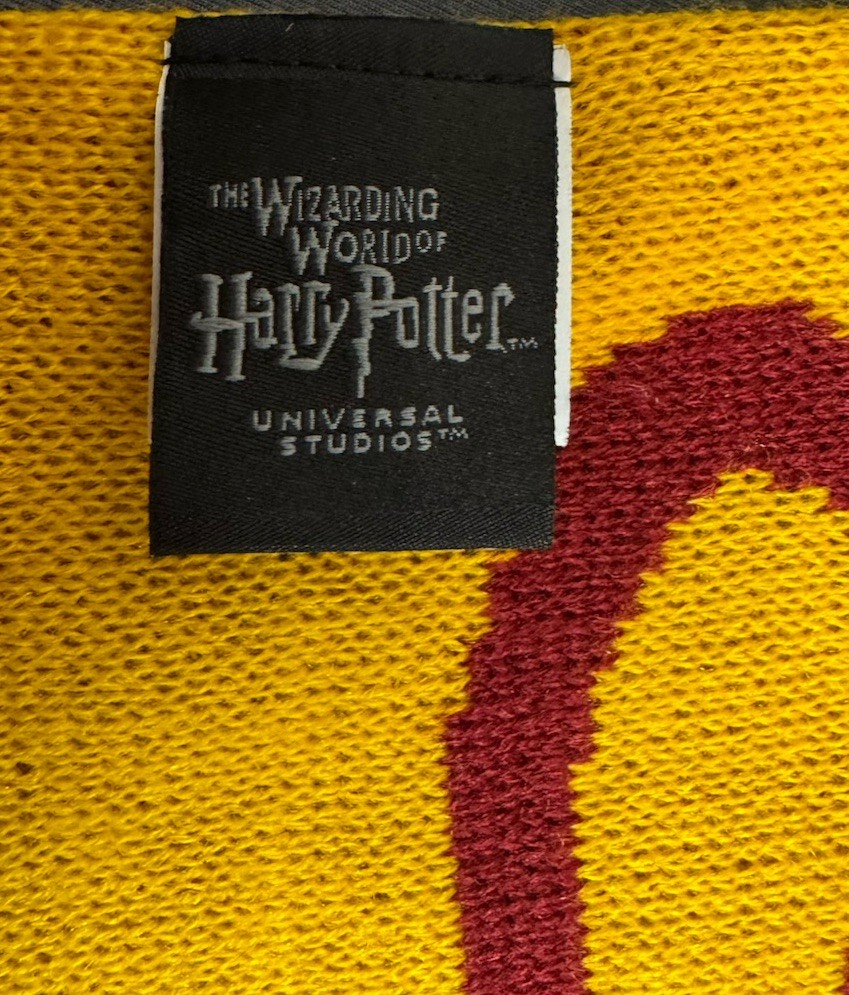 THE WIZARDING
WORLD OF
Harry Potter™
UNIVERSAL
STUDIOS™